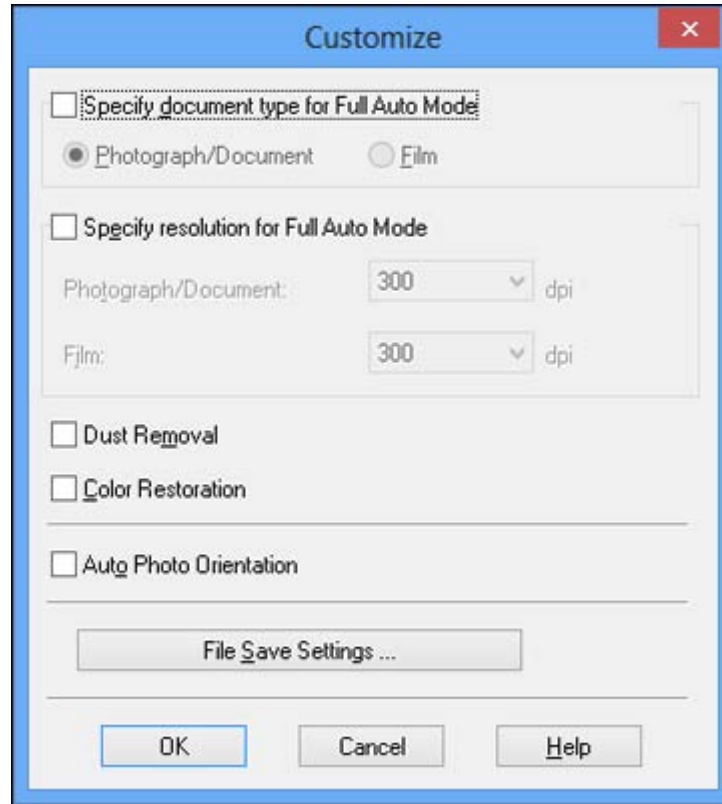 Customize
Specify document type for Full Auto Mode
Photograph/Document Film
Specify resolution for Full Auto Mode
Photograph/Document: 300 dpi
Film: 300 dpi
Dust Removal
Color Restoration
Auto Photo Orientation
File Save Settings ...
OK Cancel Help